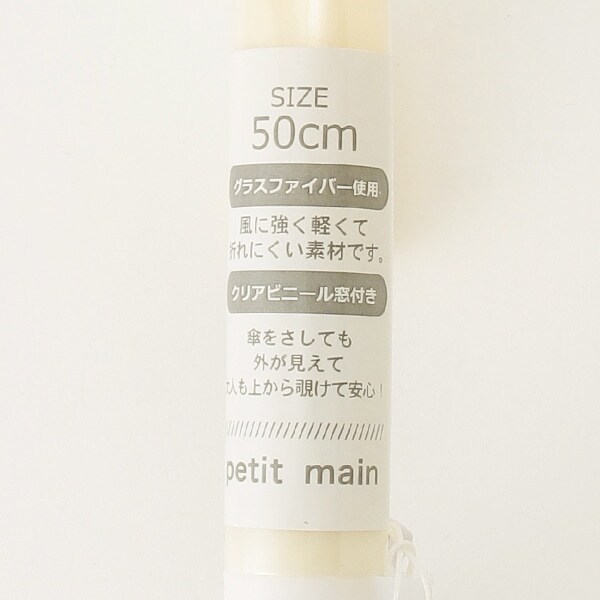 SIZE
50cm
グラスファイバー使用
風に強く軽くて
折れにくい素材です。
クリアビニール窓付き
傘をさしても
外が見えて
大人も上から覗けて安心！
petit main